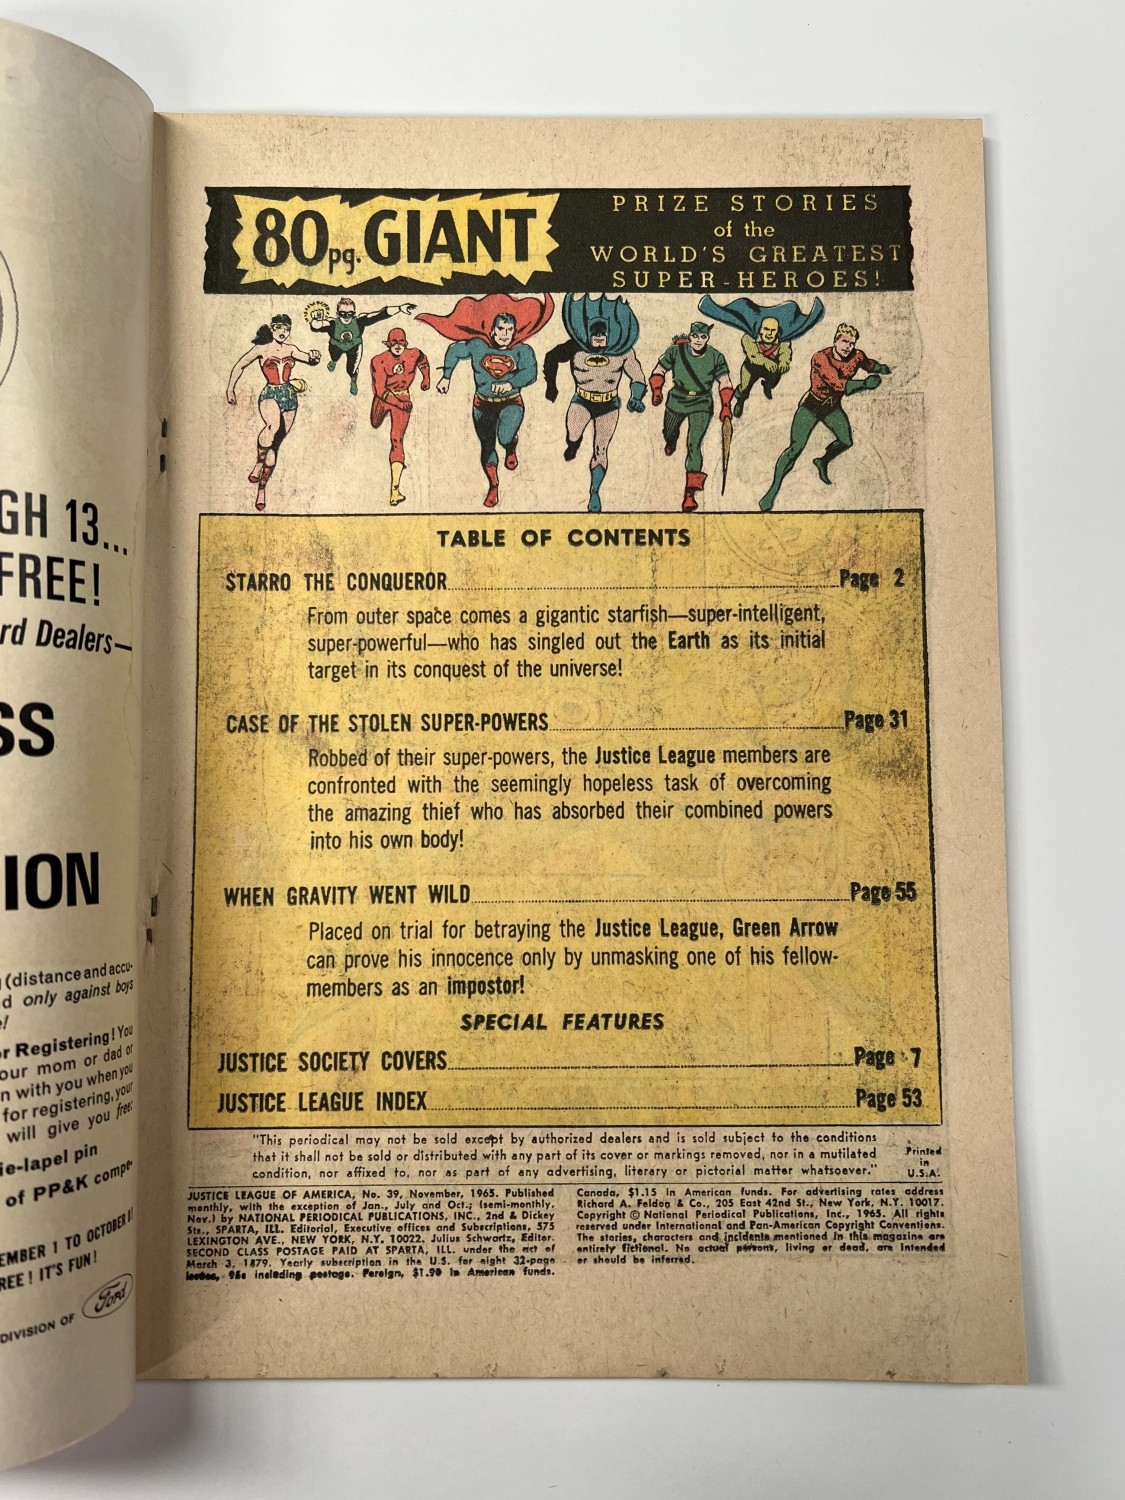 GH 13...
FREE!
rd Dealers—
SS
ION
(distance and accu-
d only against boys
e!
r Registering! You
our mom or dad or
n with you when you
for registering, your
will give you free:
ie-lapel pin
of PP&K compe-
EMBER 1 TO OCTOBER 8!
REE! IT'S FUN!
DIVISION OF Ford
80 pg. GIANT
PRIZE STORIES
of the
WORLD'S GREATEST
SUPER-HEROES!
TABLE OF CONTENTS
STARRO THE CONQUEROR Page 2
From outer space comes a gigantic starfish—super-intelligent,
super-powerful—who has singled out the Earth as its initial
target in its conquest of the universe!
CASE OF THE STOLEN SUPER-POWERS Page 31
Robbed of their super-powers, the Justice League members are
confronted with the seemingly hopeless task of overcoming
the amazing thief who has absorbed their combined powers
into his own body!
WHEN GRAVITY WENT WILD Page 55
Placed on trial for betraying the Justice League, Green Arrow
can prove his innocence only by unmasking one of his fellow-
members as an impostor!
SPECIAL FEATURES
JUSTICE SOCIETY COVERS Page 7
JUSTICE LEAGUE INDEX Page 53
"This periodical may not be sold except by authorized dealers and is sold subject to the conditions
that it shall not be sold or distributed with any part of its cover or markings removed, nor in a mutilated
condition, nor affixed to, nor as part of any advertising, literary or pictorial matter whatsoever."
Printed
in
U.S.A.
JUSTICE LEAGUE OF AMERICA, No. 39, November, 1965. Published
monthly, with the exception of Jan., July and Oct.; (semi-monthly,
Nov.) by NATIONAL PERIODICAL PUBLICATIONS, INC., 2nd & Dickey
Sts., SPARTA, ILL. Editorial, Executive offices and Subscriptions, 575
LEXINGTON AVE., NEW YORK, N.Y. 10022. Julius Schwartz, Editor.
SECOND CLASS POSTAGE PAID AT SPARTA, ILL. under the act of
March 3, 1879. Yearly subscription in the U.S. for eight 32-page
issues, 95c including postage. Foreign, $1.90 in American funds.
Canada, $1.15 in American funds. For advertising rates address
Richard A. Feldon & Co., 205 East 42nd St., New York, N.Y. 10017.
Copyright © National Periodical Publications, Inc., 1965. All rights
reserved under International and Pan-American Copyright Conventions.
The stories, characters and incidents mentioned in this magazine are
entirely fictional. No actual persons, living or dead, are intended
or should be inferred.